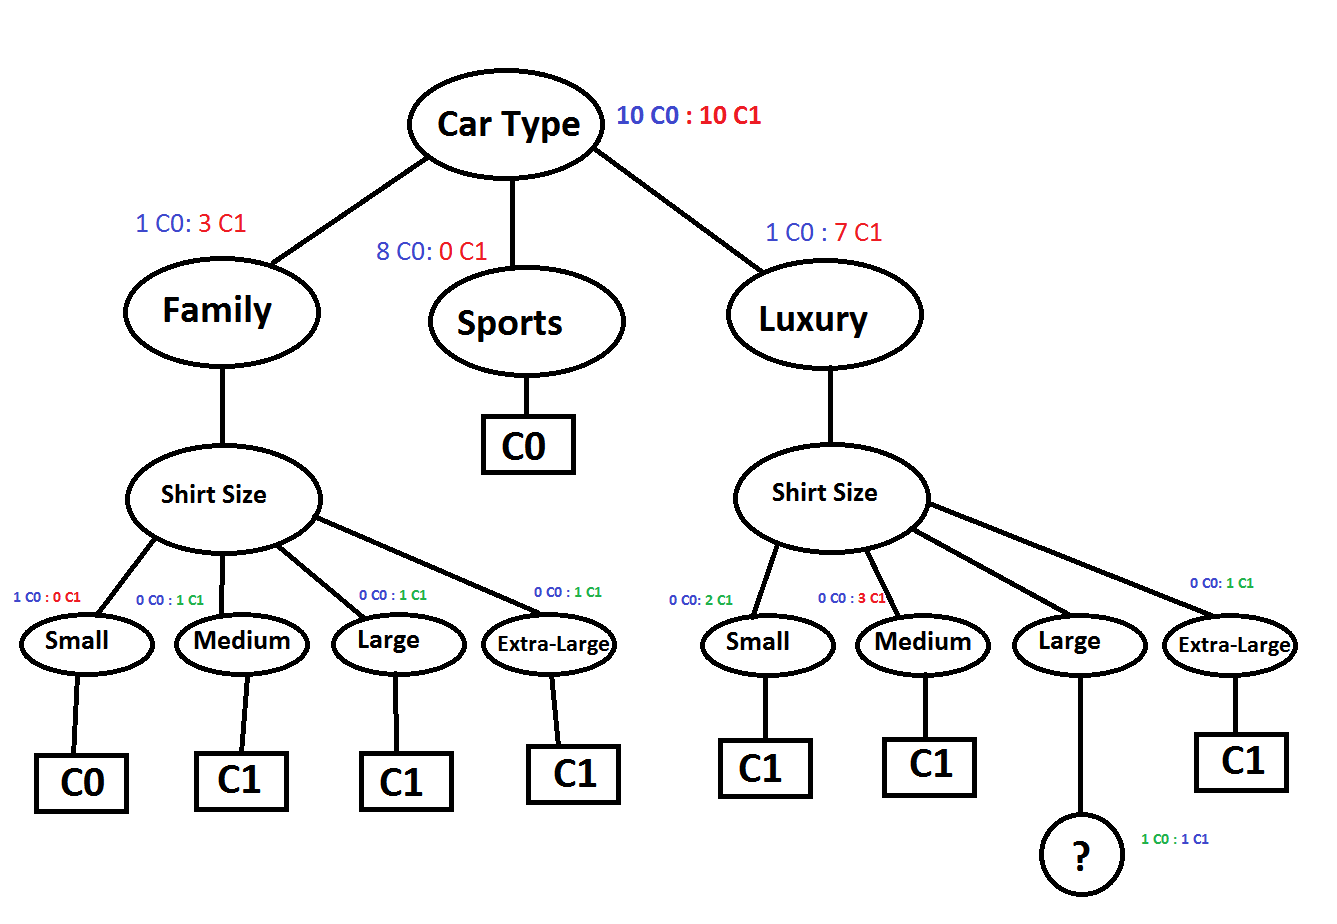 Car Type
10 C0 : 10 C1
1 C0: 3 C1
8 C0: 0 C1
1 C0 : 7 C1
Family
Sports
Luxury
C0
Shirt Size
Shirt Size
1 C0 : 0 C1
0 C0 : 1 C1
0 C0 : 1 C1
0 C0 : 1 C1
0 C0: 2 C1
0 C0 : 3 C1
0 C0: 1 C1
Small
Medium
Large
Extra-Large
Small
Medium
Large
Extra-Large
C0
C1
C1
C1
C1
C1
C1
?
1 C0 : 1 C1